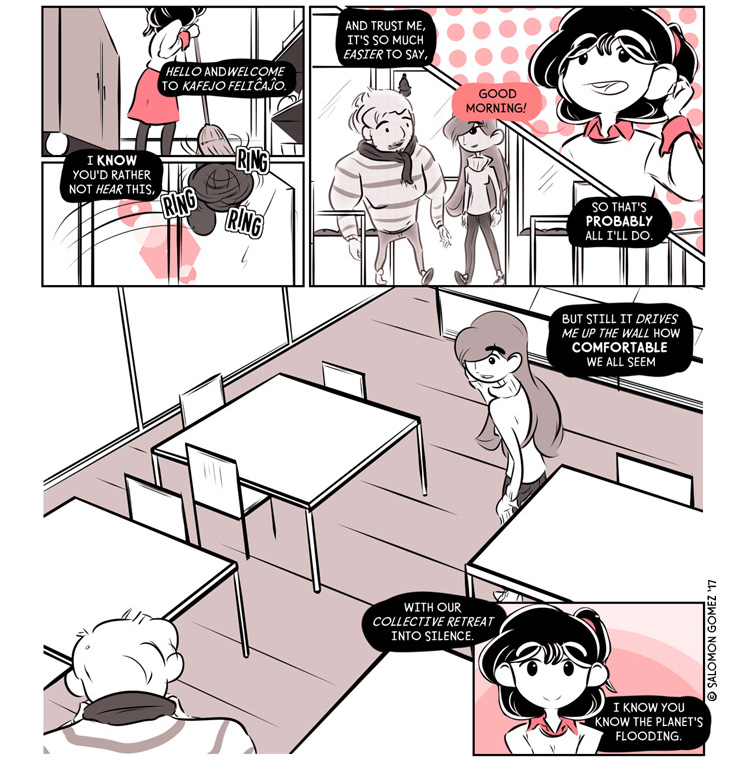 HELLO AND WELCOME
TO KAFEJO FELIĈAĴO.
I KNOW
YOU'D RATHER
NOT HEAR THIS,
RING
RING
RING
AND TRUST ME,
IT'S SO MUCH
EASIER TO SAY,
GOOD
MORNING!
SO THAT'S
PROBABLY
ALL I'LL DO.
BUT STILL IT DRIVES
ME UP THE WALL HOW
COMFORTABLE
WE ALL SEEM
WITH OUR
COLLECTIVE RETREAT
INTO SILENCE.
I KNOW YOU
KNOW THE PLANET'S
FLOODING.
© SALOMON GOMEZ '17